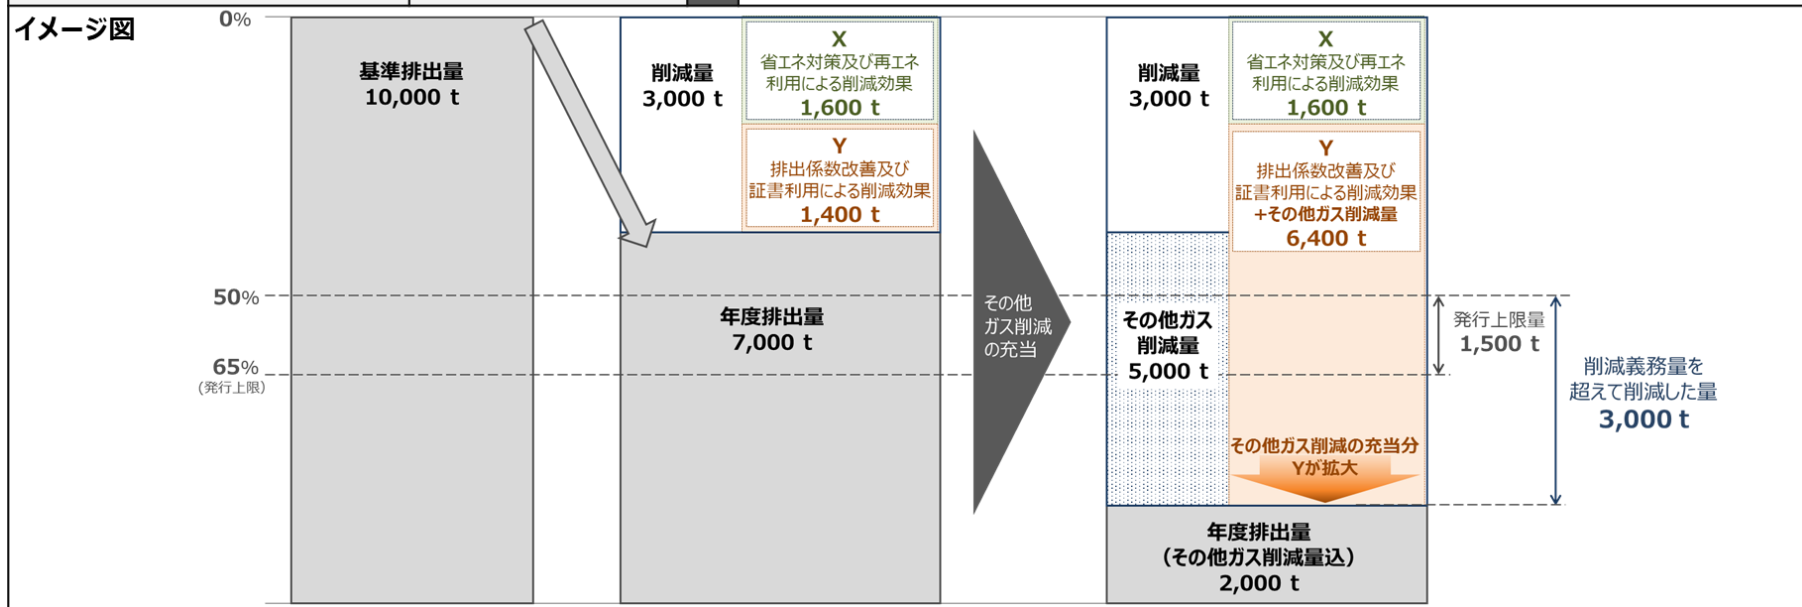 イメージ図
0%
基準排出量
10,000 t
削減量
3,000 t
X
省エネ対策及び再エネ
利用による削減効果
1,600 t
Y
排出係数改善及び
証書利用による削減効果
1,400 t
年度排出量
7,000 t
50%
65%
(発行上限)
その他
ガス削減
の充当
削減量
3,000 t
X
省エネ対策及び再エネ
利用による削減効果
1,600 t
Y
排出係数改善及び
証書利用による削減効果
+その他ガス削減量
6,400 t
その他ガス
削減量
5,000 t
その他ガス削減の充当分
Yが拡大
年度排出量
(その他ガス削減量込)
2,000 t
発行上限量
1,500 t
削減義務量を
超えて削減した量
3,000 t